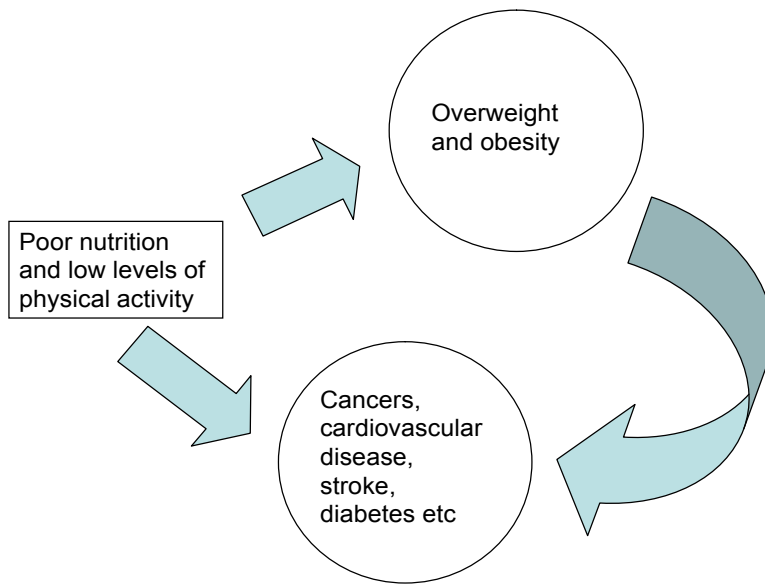 Overweight
and obesity
Poor nutrition
and low levels of
physical activity
Cancers,
cardiovascular
disease,
stroke,
diabetes etc